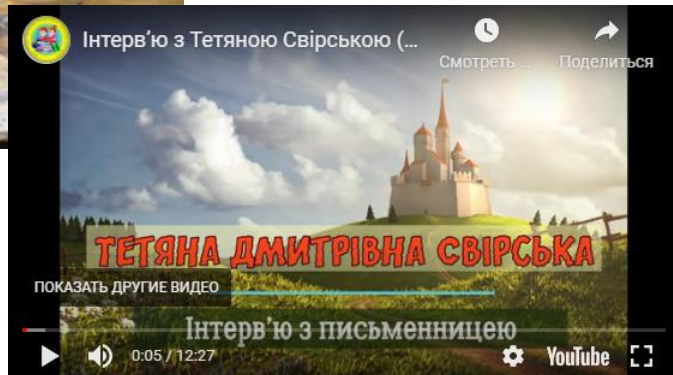 Інтерв’ю з Тетяною Свірською (...
Смотреть ...
Поделиться
ТЕТЯНА ДМИТРІВНА СВІРСЬКА
ПОКАЗАТЬ ДРУГИЕ ВИДЕО
Інтерв’ю з письменницею
0:05 / 12:27
YouTube